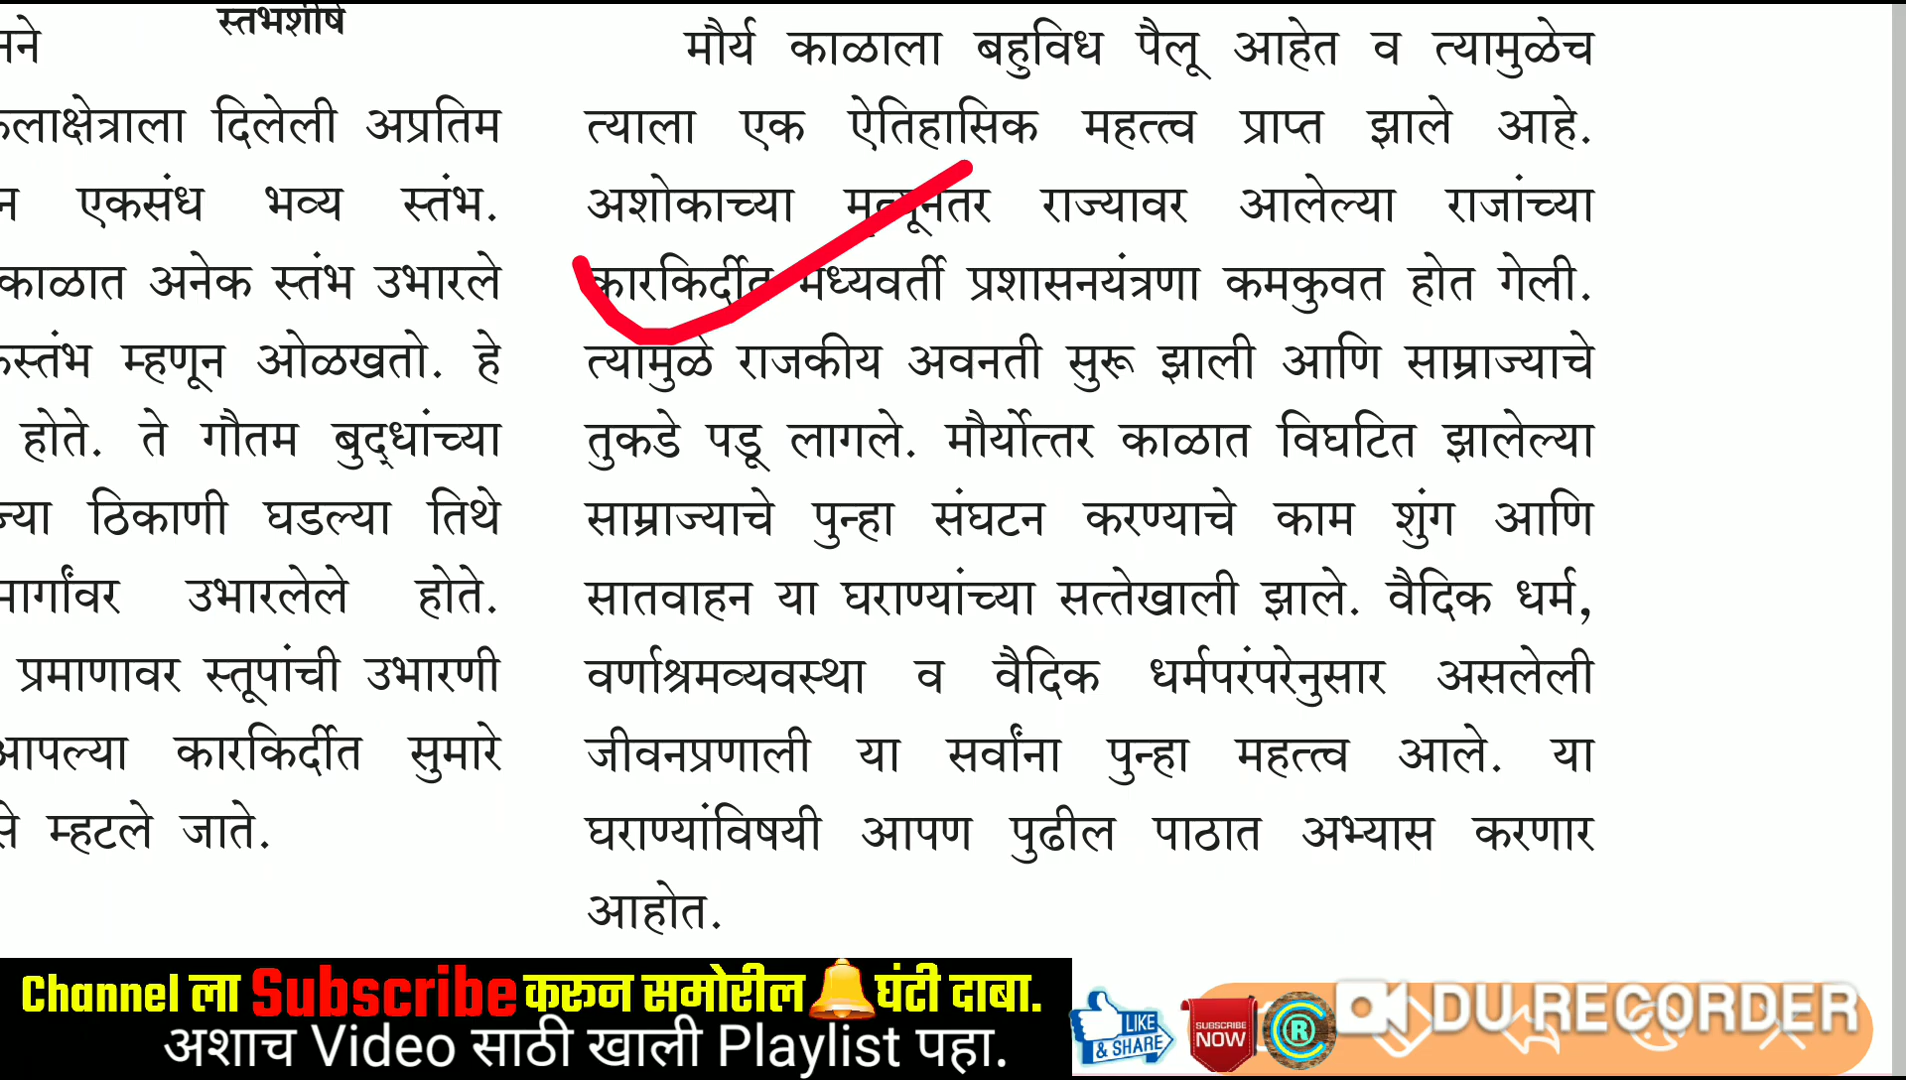 स्तंभशीर्ष
लाक्षेत्राला दिलेली अप्रतिम
एकसंध भव्य स्तंभ.
काळात अनेक स्तंभ उभारले
स्तंभ म्हणून ओळखतो. हे
होते. ते गौतम बुद्धांच्या
ठिकाणी घडल्या तिथे
मार्गांवर उभारलेले होते.
प्रमाणावर स्तूपांची उभारणी
आपल्या कारकिर्दीत सुमारे
म्हटले जाते.
मौर्य काळाला बहुविध पैलू आहेत व त्यामुळेच
त्याला एक ऐतिहासिक महत्त्व प्राप्त झाले आहे.
अशोकाच्या मृत्यूनंतर राज्यावर आलेल्या राजांच्या
कारकिर्दीत मध्यवर्ती प्रशासनयंत्रणा कमकुवत होत गेली.
त्यामुळे राजकीय अवनती सुरू झाली आणि साम्राज्याचे
तुकडे पडू लागले. मौर्योत्तर काळात विघटित झालेल्या
साम्राज्याचे पुन्हा संघटन करण्याचे काम शुंग आणि
सातवाहन या घराण्यांच्या सत्तेखाली झाले. वैदिक धर्म,
वर्णाश्रमव्यवस्था व वैदिक धर्मपरंपरेनुसार असलेली
जीवनप्रणाली या सर्वांना पुन्हा महत्त्व आले. या
घराण्यांविषयी आपण पुढील पाठात अभ्यास करणार
आहोत.
Channel ला Subscribe करून समोरील घंटी दाबा.
अशाच Video साठी खाली Playlist पहा.
LIKE
& SHARE
SUBSCRIBE
NOW
R
DU RECORDER